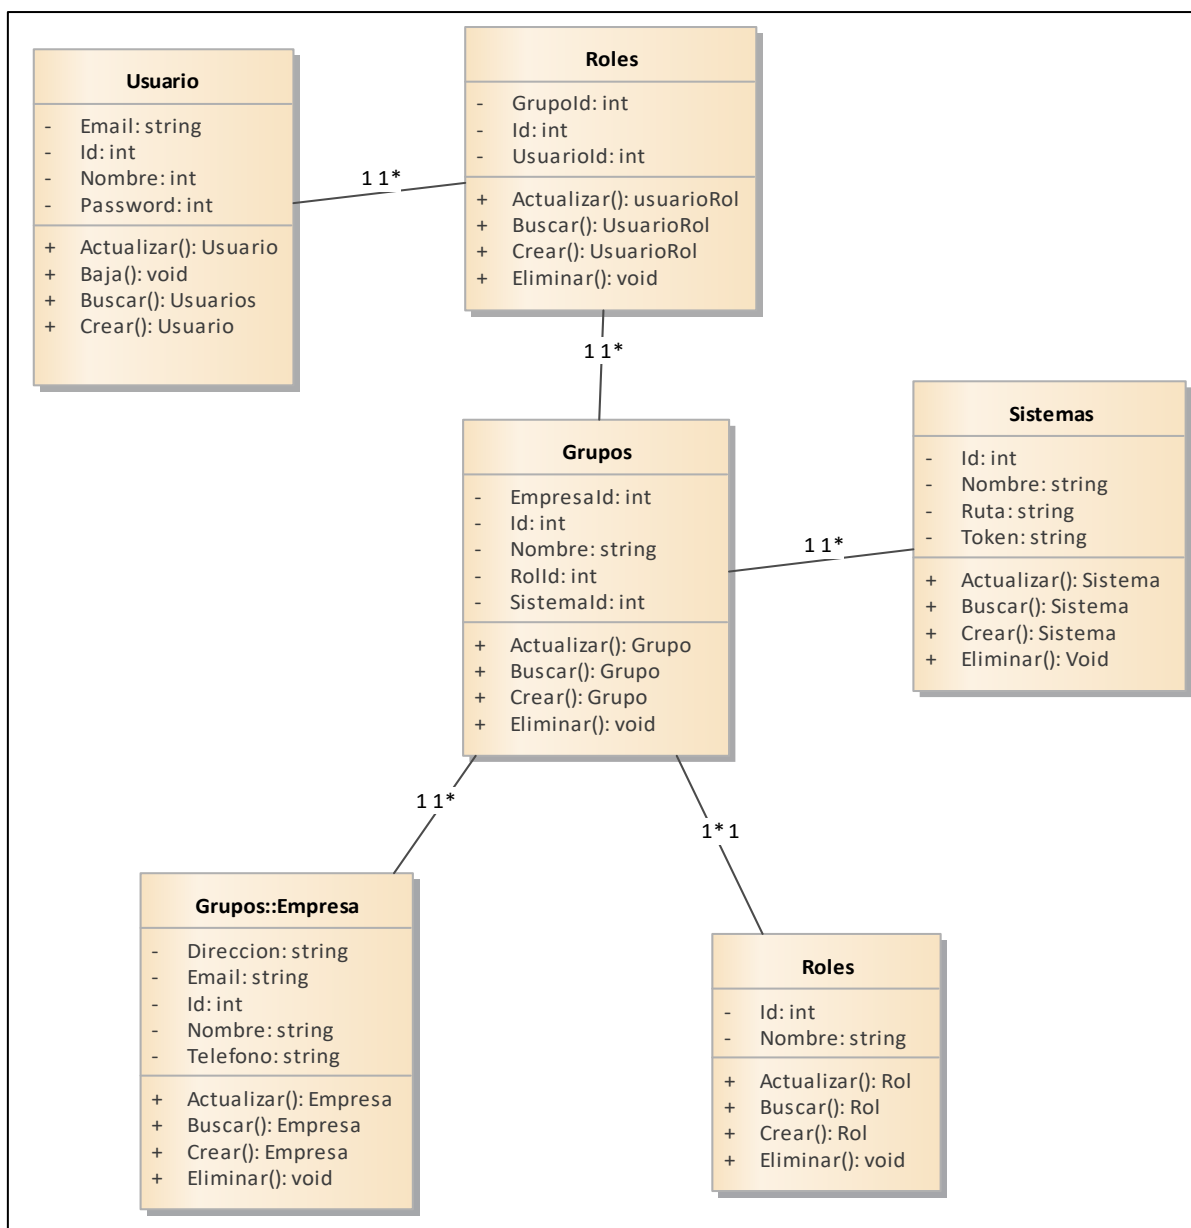 Usuario
- Email: string
- Id: int
- Nombre: int
- Password: int
+ Actualizar(): Usuario
+ Baja(): void
+ Buscar(): Usuarios
+ Crear(): Usuario
1 1*
Roles
- GrupoId: int
- Id: int
- UsuarioId: int
+ Actualizar(): usuarioRol
+ Buscar(): UsuarioRol
+ Crear(): UsuarioRol
+ Eliminar(): void
1 1*
Grupos
- EmpresaId: int
- Id: int
- Nombre: string
- RolId: int
- SistemaId: int
+ Actualizar(): Grupo
+ Buscar(): Grupo
+ Crear(): Grupo
+ Eliminar(): void
1 1*
Sistemas
- Id: int
- Nombre: string
- Ruta: string
- Token: string
+ Actualizar(): Sistema
+ Buscar(): Sistema
+ Crear(): Sistema
+ Eliminar(): Void
1 1*
1* 1
Grupos::Empresa
- Direccion: string
- Email: string
- Id: int
- Nombre: string
- Telefono: string
+ Actualizar(): Empresa
+ Buscar(): Empresa
+ Crear(): Empresa
+ Eliminar(): void
Roles
- Id: int
- Nombre: string
+ Actualizar(): Rol
+ Buscar(): Rol
+ Crear(): Rol
+ Eliminar(): void